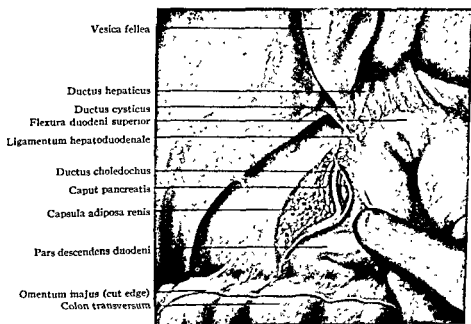 Vesica fellea
Ductus hepaticus
Ductus cysticus
Flexura duodeni superior
Ligamentum hepatoduodenale
Ductus choledochus
Caput pancreatia
Capsula adiposa renis
Pars descendens duodeni
Omentum majus (cut edge)
Colon transversum